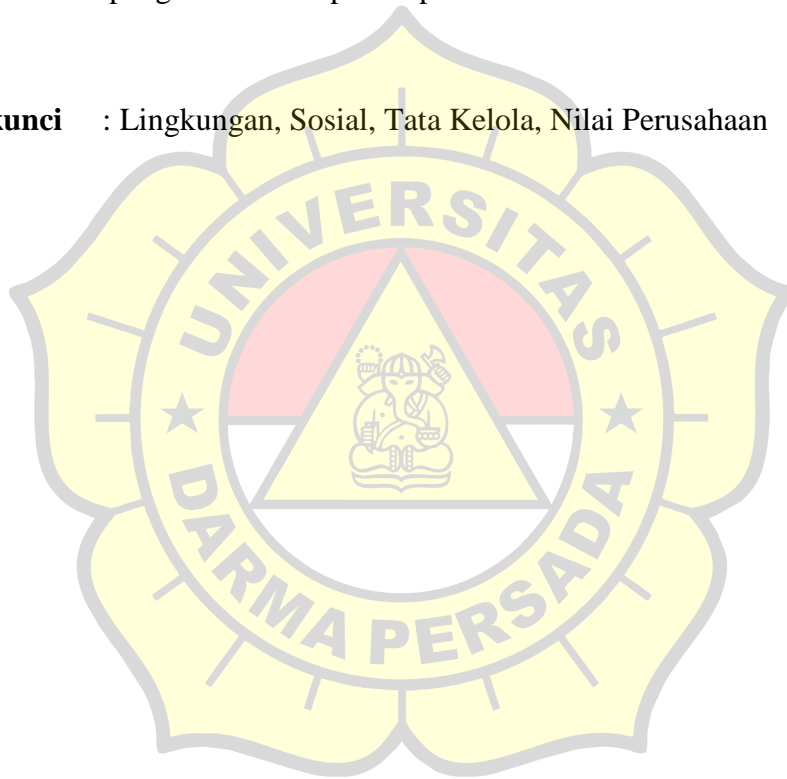 kunci : Lingkungan, Sosial, Tata Kelola, Nilai Perusahaan
UNIVERSITAS
DARMA PERSADA